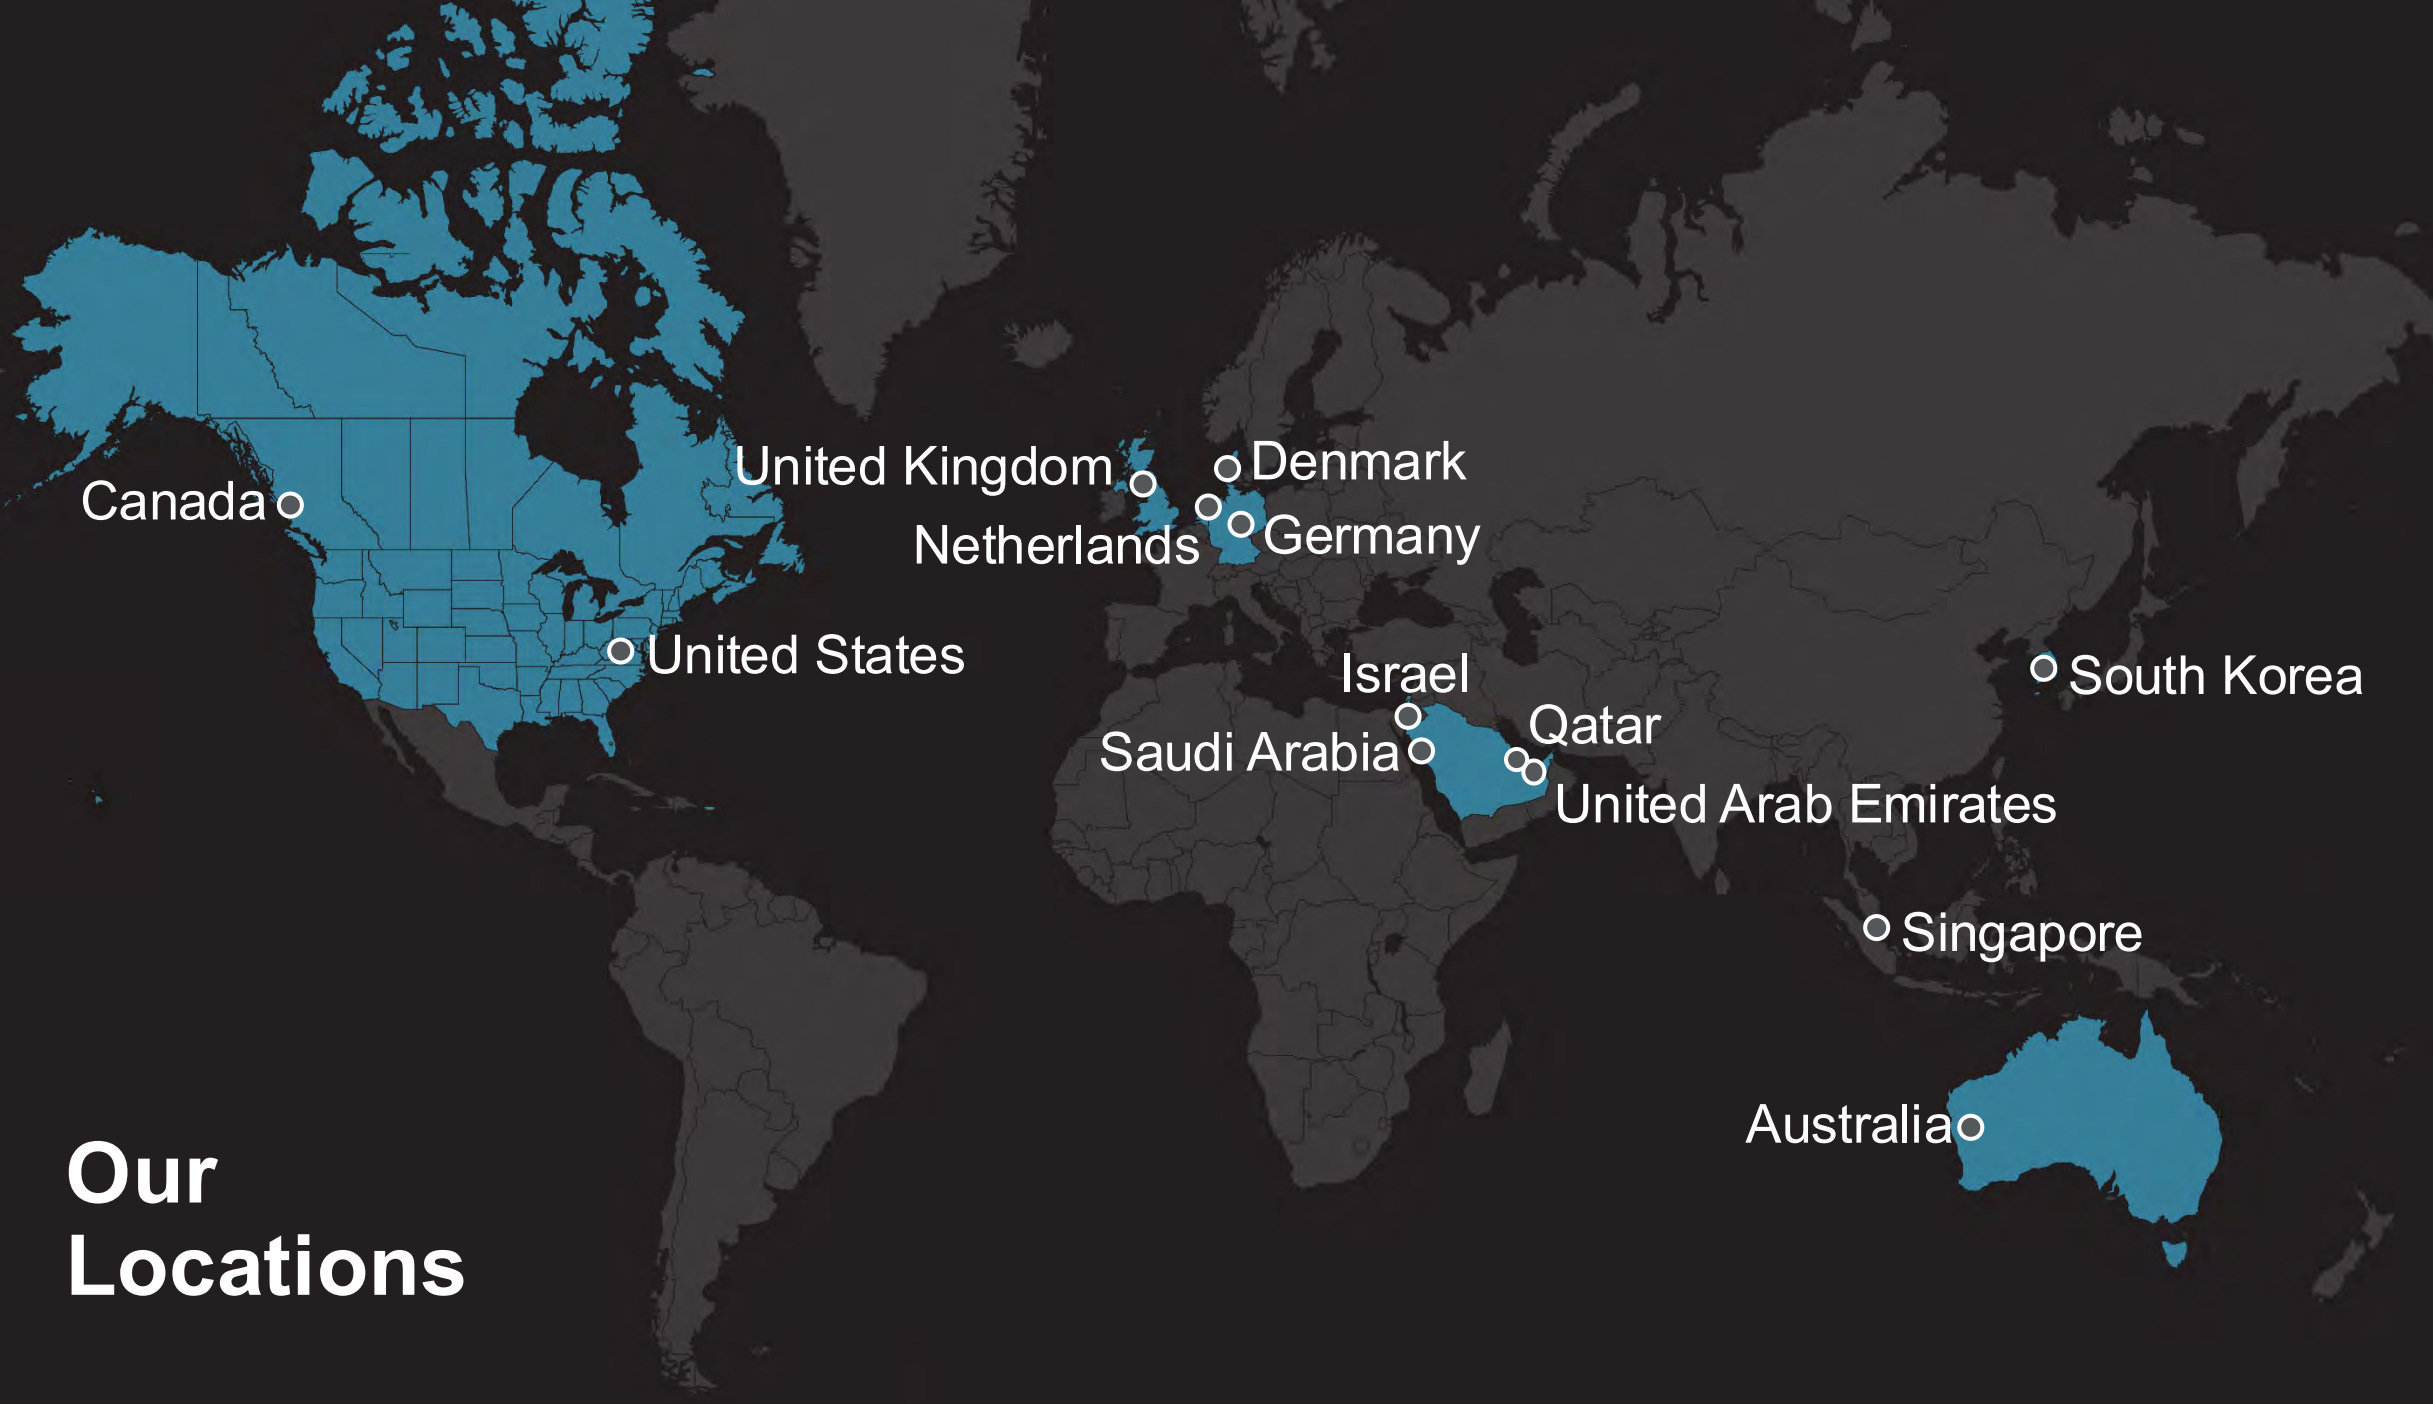 United Kingdom
Denmark
Canada
Netherlands
Germany
United States
Israel
South Korea
Qatar
Saudi Arabia
United Arab Emirates
Singapore
Australia
Our
Locations